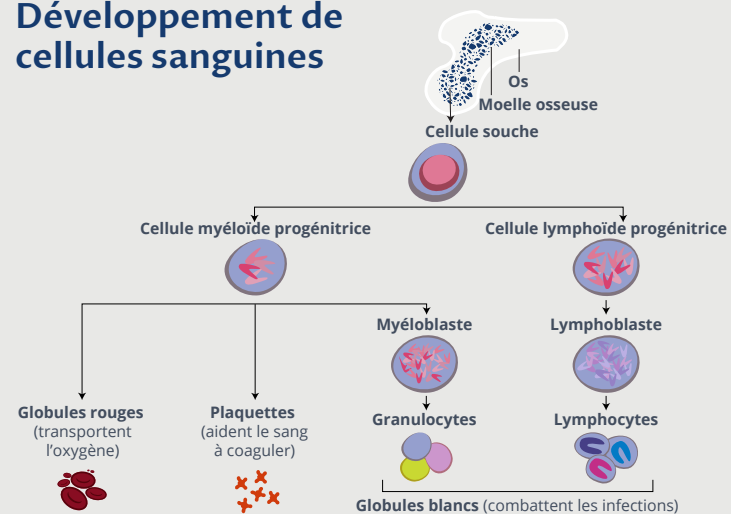 Développement de
cellules sanguines
Os
Moelle osseuse
Cellule souche
Cellule myéloïde progénitrice
Cellule lymphoïde progénitrice
Myéloblaste
Lymphoblaste
Globules rouges
(transportent
l'oxygène)
Plaquettes
(aident le sang
à coaguler)
Granulocytes
Lymphocytes
Globules blancs (combattent les infections)